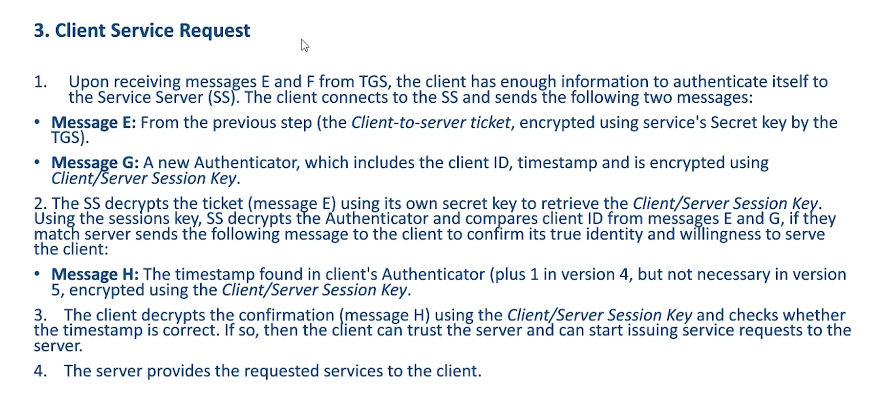 3. Client Service Request
1. Upon receiving messages E and F from TGS, the client has enough information to authenticate itself to
the Service Server (SS). The client connects to the SS and sends the following two messages:
• Message E: From the previous step (the Client-to-server ticket, encrypted using service's Secret key by the
TGS).
• Message G: A new Authenticator, which includes the client ID, timestamp and is encrypted using
Client/Server Session Key.
2. The SS decrypts the ticket (message E) using its own secret key to retrieve the Client/Server Session Key.
Using the sessions key, SS decrypts the Authenticator and compares client ID from messages E and G, if they
match server sends the following message to the client to confirm its true identity and willingness to serve
the client:
• Message H: The timestamp found in client's Authenticator (plus 1 in version 4, but not necessary in version
5, encrypted using the Client/Server Session Key.
3. The client decrypts the confirmation (message H) using the Client/Server Session Key and checks whether
the timestamp is correct. If so, then the client can trust the server and can start issuing service requests to the
server.
4. The server provides the requested services to the client.